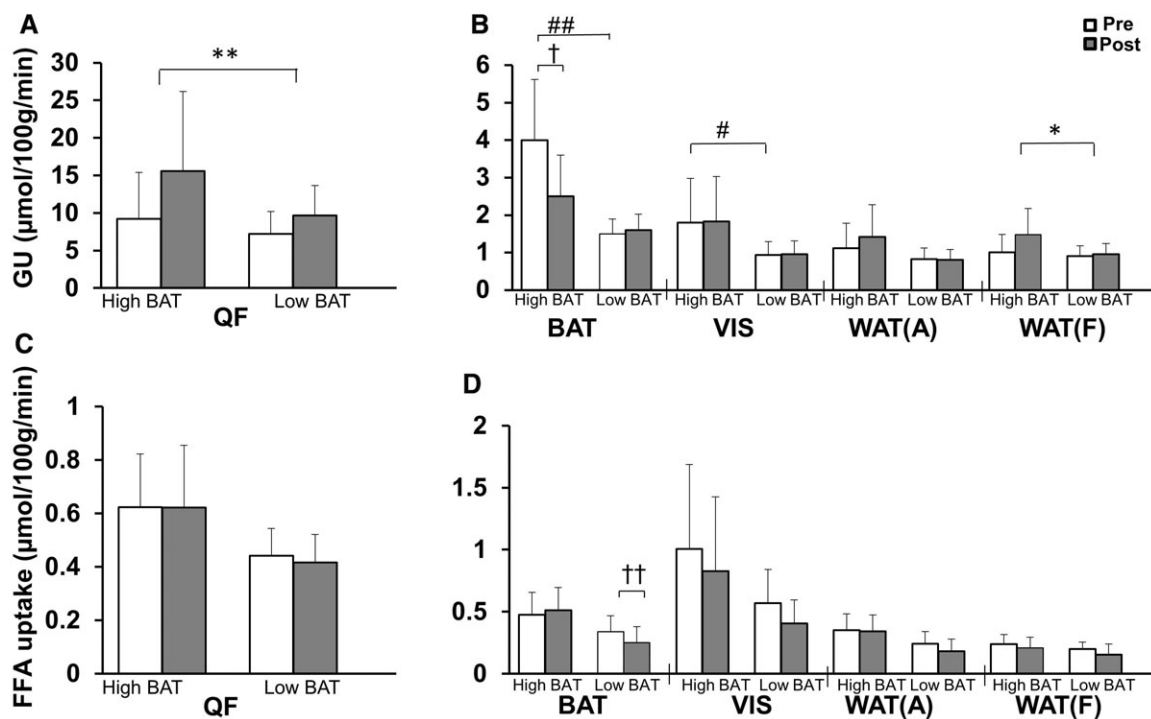 A
GU (µmol/100g/min)
30
25
20
15
10
5
0
**
High BAT Low BAT
QF
B
Pre
Post
6
5
4
3
2
1
0
##
†
#
*
High BAT Low BAT High BAT Low BAT High BAT Low BAT High BAT Low BAT
BAT VIS WAT(A) WAT(F)
C
FFA uptake (µmol/100g/min)
1
0.8
0.6
0.4
0.2
0
High BAT Low BAT
QF
D
2
1.5
1
0.5
0
††
High BAT Low BAT High BAT Low BAT High BAT Low BAT High BAT Low BAT
BAT VIS WAT(A) WAT(F)